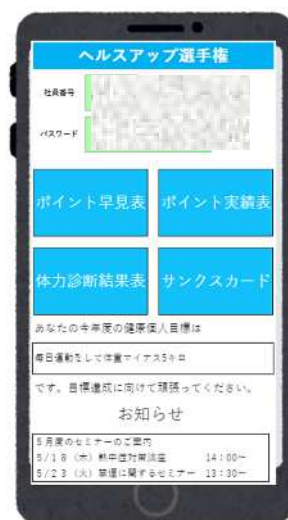 ヘルスアップ選手権
社員番号
パスワード
ポイント早見表 ポイント実績表
体力診断結果表 サンクスカード
あなたの今年度の健康個人目標は
毎日運動をして体重マイナス5キロ
です。目標達成に向けて頑張ってください。
お知らせ
5月度のセミナーのご案内
5/18（木）熱中症対策講座 14:00～
5/23（火）禁煙に関するセミナー 13:30～